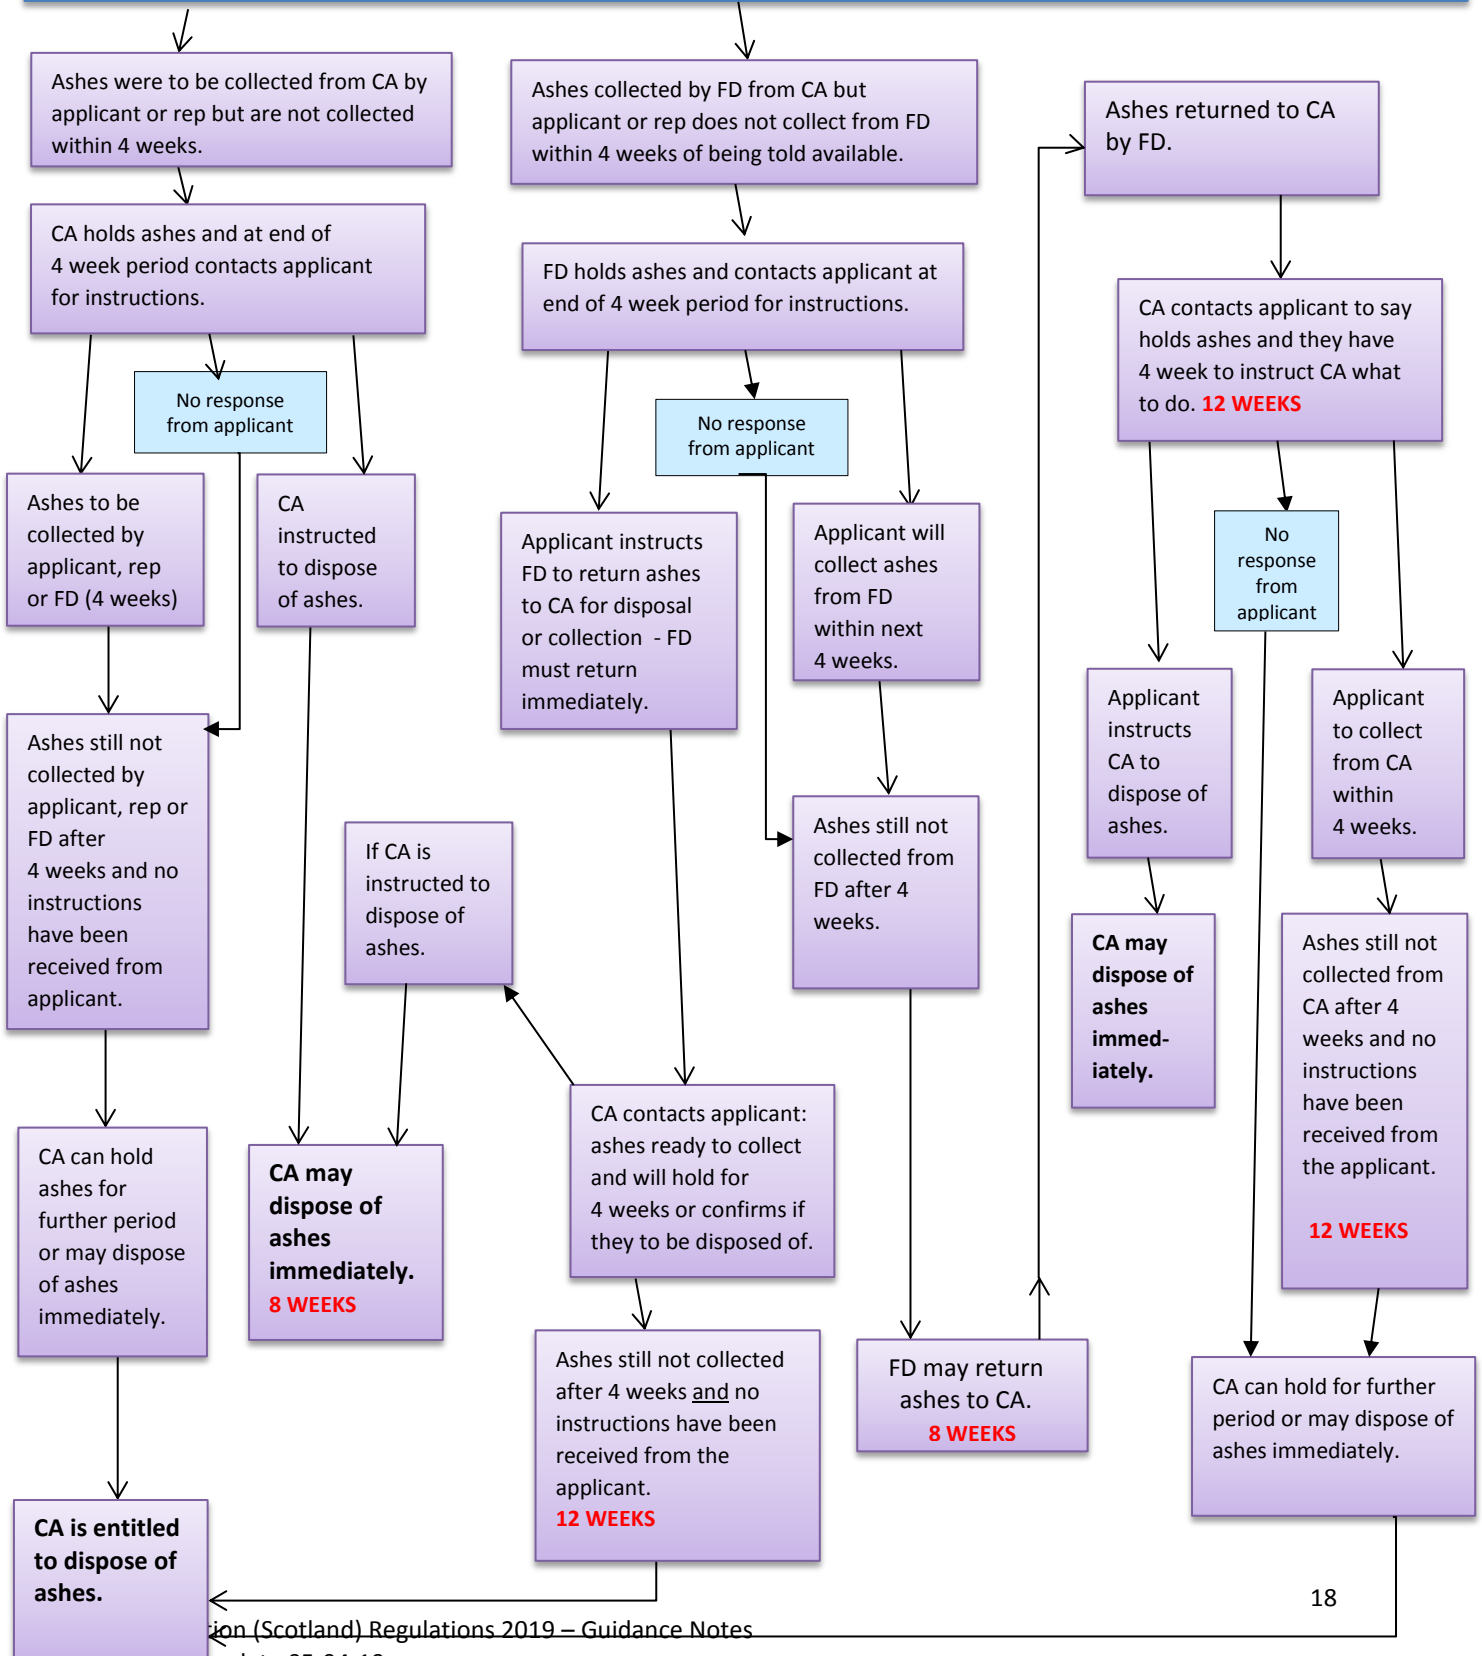 Ashes were to be collected from CA by
applicant or rep but are not collected
within 4 weeks.
CA holds ashes and at end of
4 week period contacts applicant
for instructions.
No response
from applicant
Ashes to be
collected by
applicant, rep
or FD (4 weeks)
CA
instructed
to dispose
of ashes.
Ashes still not
collected by
applicant, rep or
FD after
4 weeks and no
instructions
have been
received from
applicant.
CA can hold
ashes for
further period
or may dispose
of ashes
immediately.
CA is entitled
to dispose of
ashes.
If CA is
instructed to
dispose of
ashes.
CA may
dispose of
ashes
immediately.
8 WEEKS
Ashes collected by FD from CA but
applicant or rep does not collect from FD
within 4 weeks of being told available.
FD holds ashes and contacts applicant at
end of 4 week period for instructions.
No response
from applicant
Applicant instructs
FD to return ashes
to CA for disposal
or collection - FD
must return
immediately.
Applicant will
collect ashes
from FD
within next
4 weeks.
Ashes still not
collected from
FD after 4
weeks.
CA contacts applicant:
ashes ready to collect
and will hold for
4 weeks or confirms if
they to be disposed of.
Ashes still not collected
after 4 weeks and no
instructions have been
received from the
applicant.
12 WEEKS
FD may return
ashes to CA.
8 WEEKS
Ashes returned to CA
by FD.
CA contacts applicant to say
holds ashes and they have
4 week to instruct CA what
to do. 12 WEEKS
No
response
from
applicant
Applicant
instructs
CA to
dispose of
ashes.
Applicant
to collect
from CA
within
4 weeks.
CA may
dispose of
ashes
immed-
iately.
Ashes still not
collected from
CA after 4
weeks and no
instructions
have been
received from
the applicant.
12 WEEKS
CA can hold for further
period or may dispose of
ashes immediately.
18
(Scotland) Regulations 2019 – Guidance Notes